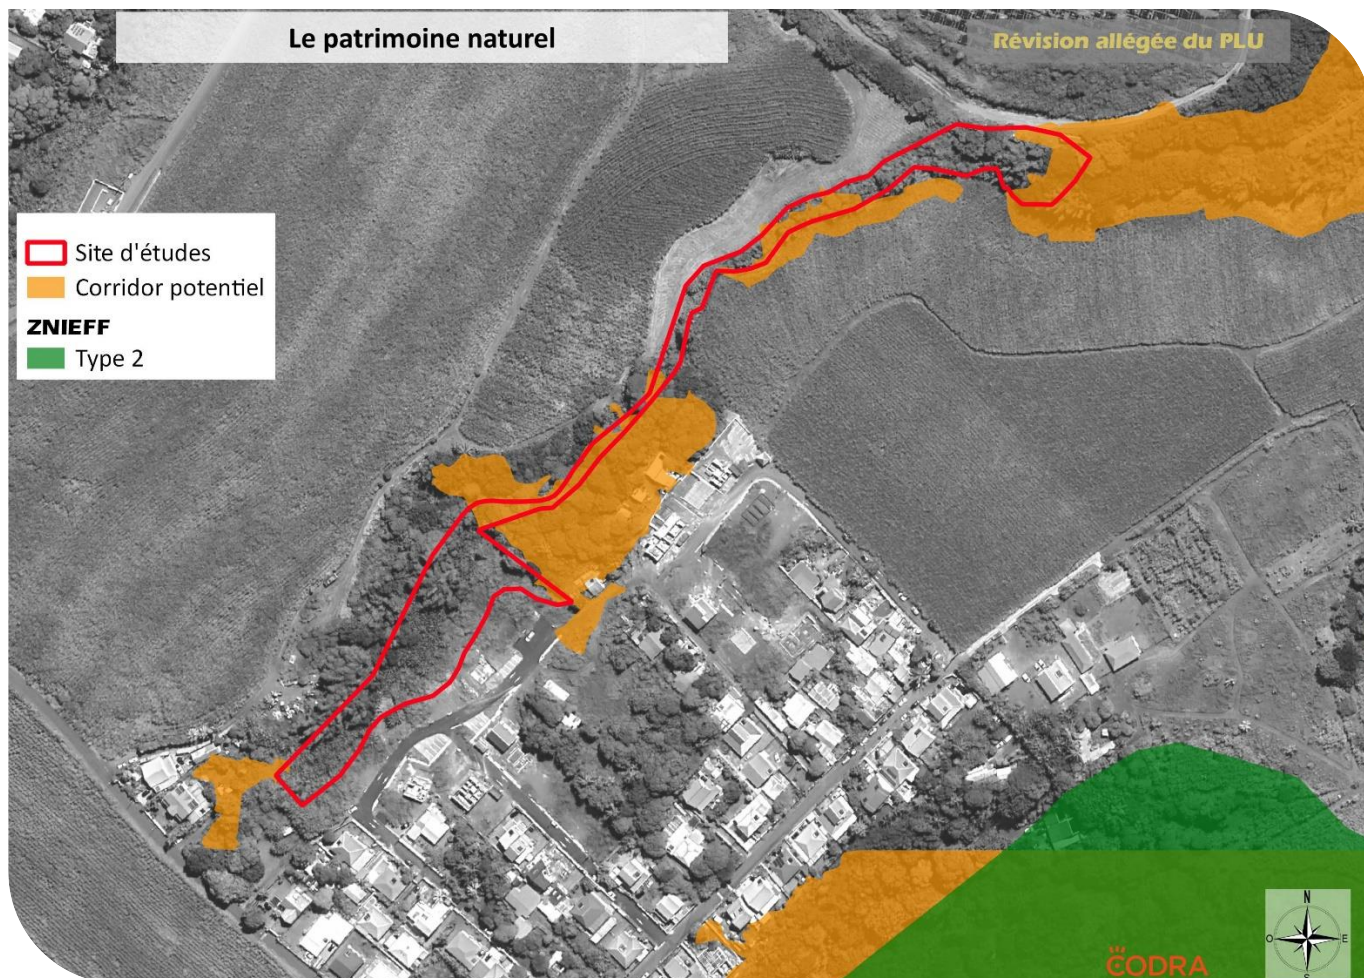 Le patrimoine naturel
Révision allégée du PLU
Site d'études
Corridor potentiel
ZNIEFF
Type 2
N
O
E
S
CODRA